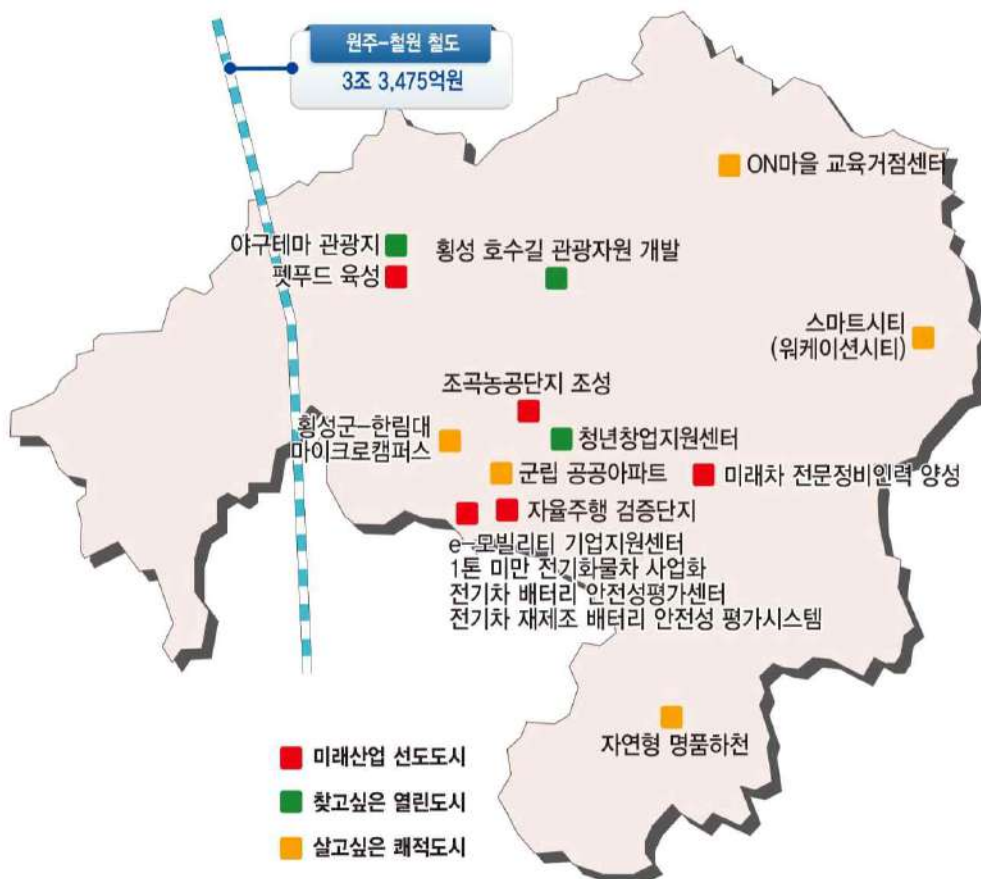 원주-철원 철도
3조 3,475억원
ON마을 교육거점센터
야구테마 관광지
펫푸드 육성
횡성 호수길 관광자원 개발
스마트시티
(워케이션시티)
조곡농공단지 조성
횡성군-한림대
마이크로캠퍼스
청년창업지원센터
군립 공공아파트
미래차 전문정비인력 양성
자율주행 검증단지
e-모빌리티 기업지원센터
1톤 미만 전기화물차 사업화
전기차 배터리 안전성평가센터
전기차 재제조 배터리 안전성 평가시스템
자연형 명품하천
미래산업 선도도시
찾고싶은 열린도시
살고싶은 쾌적도시